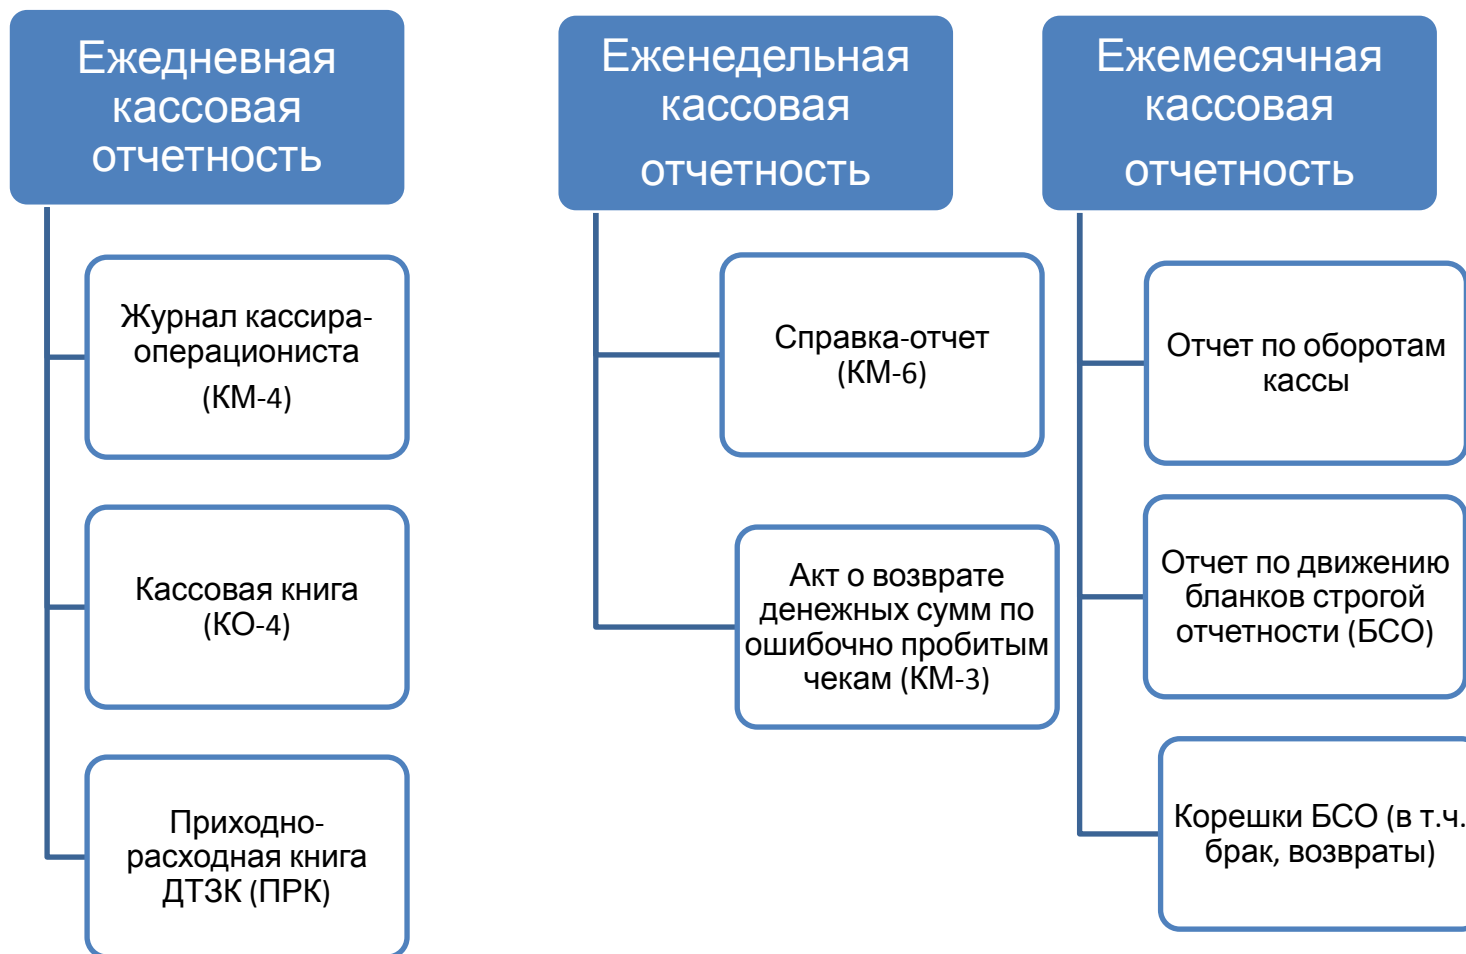 Ежедневная
кассовая
отчетность
Журнал кассира-
операциониста
(КМ-4)
Кассовая книга
(КО-4)
Приходно-
расходная книга
ДТЗК (ПРК)
Еженедельная
кассовая
отчетность
Справка-отчет
(КМ-6)
Акт о возврате
денежных сумм по
ошибочно пробитым
чекам (КМ-3)
Ежемесячная
кассовая
отчетность
Отчет по оборотам
кассы
Отчет по движению
бланков строгой
отчетности (БСО)
Корешки БСО (в т.ч.
брак, возвраты)